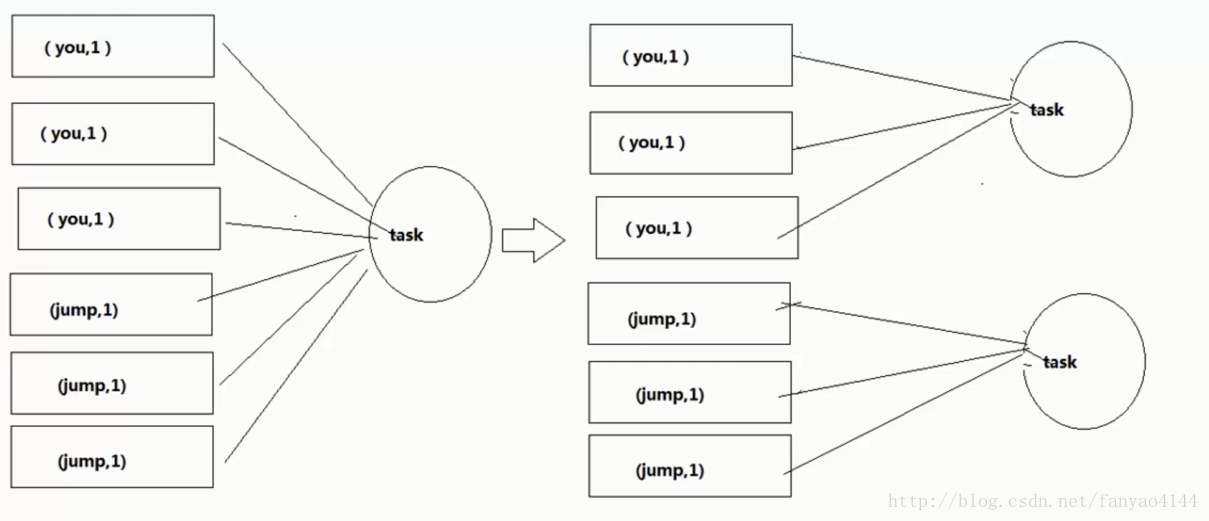 ( you,1 )
( you,1 )
( you,1 )
(jump,1)
(jump,1)
(jump,1)
task
( you,1 )
( you,1 )
( you,1 )
(jump,1)
(jump,1)
(jump,1)
task
task
http://blog.csdn.net/fanyao4144